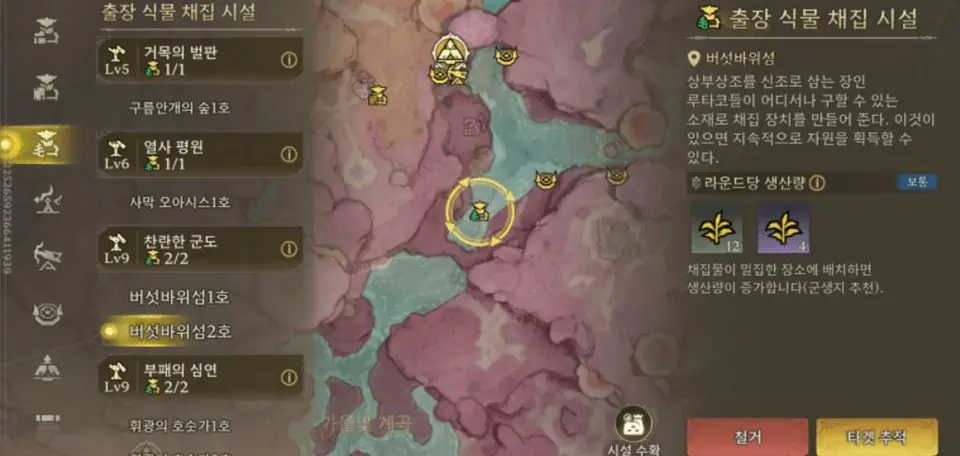 출장 식물 채집 시설
거목의 벌판
Lv5 1/1
구름안개의 숲1호
열사 평원
Lv6 1/1
사막 오아시스1호
찬란한 군도
Lv9 2/2
버섯바위섬1호
버섯바위섬2호
부패의 심연
Lv9 2/2
휘광의 호숫가1호
가을빛 계곡
시설 수확
출장 식물 채집 시설
버섯바위섬
상부상조를 신조로 삼는 장인
루타코들이 어디서나 구할 수 있는
소재로 채집 장치를 만들어 준다. 이것이
있으면 지속적으로 자원을 획득할 수
있다.
라운드당 생산량
보통
12
4
채집물이 밀집한 장소에 배치하면
생산량이 증가합니다(군생지 추천).
철거
타겟 추적